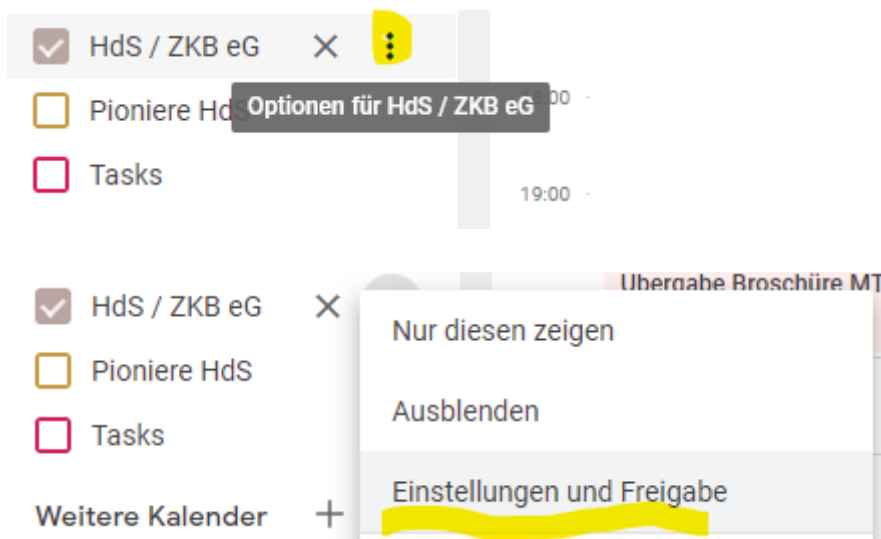 HdS / ZKB eG
Pioniere HdS
Optionen für HdS / ZKB eG
:00
Tasks
19:00
HdS / ZKB eG
Übergabe Broschüre MT
Nur diesen zeigen
Pioniere HdS
Ausblenden
Tasks
Einstellungen und Freigabe
Weitere Kalender